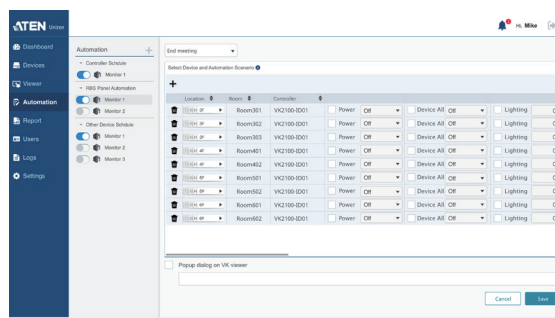 ATEN Unizon
Hi, Mike
Dashboard
Devices
Viewer
Automation
Report
Users
Logs
Settings
Automation
Controller Schdule
Monitor 1
RBG Panel Automation
Monitor 1
Monitor 2
Other Device Schdule
Monitor 1
Monitor 2
Monitor 3
End meeting
Select Device and Automation Scenario
Location Room Controller
Room301 VK2100-ID01 Power Off Device All Off Lighting
Room302 VK2100-ID01 Power Off Device All Off Lighting
Room303 VK2100-ID01 Power Off Device All Off Lighting
Room401 VK2100-ID01 Power Off Device All Off Lighting
Room402 VK2100-ID01 Power Off Device All Off Lighting
Room501 VK2100-ID01 Power Off Device All Off Lighting
Room502 VK2100-ID01 Power Off Device All Off Lighting
Room601 VK2100-ID01 Power Off Device All Off Lighting
Room602 VK2100-ID01 Power Off Device All Off Lighting
Popup dialog on VK viewer
Cancel Save